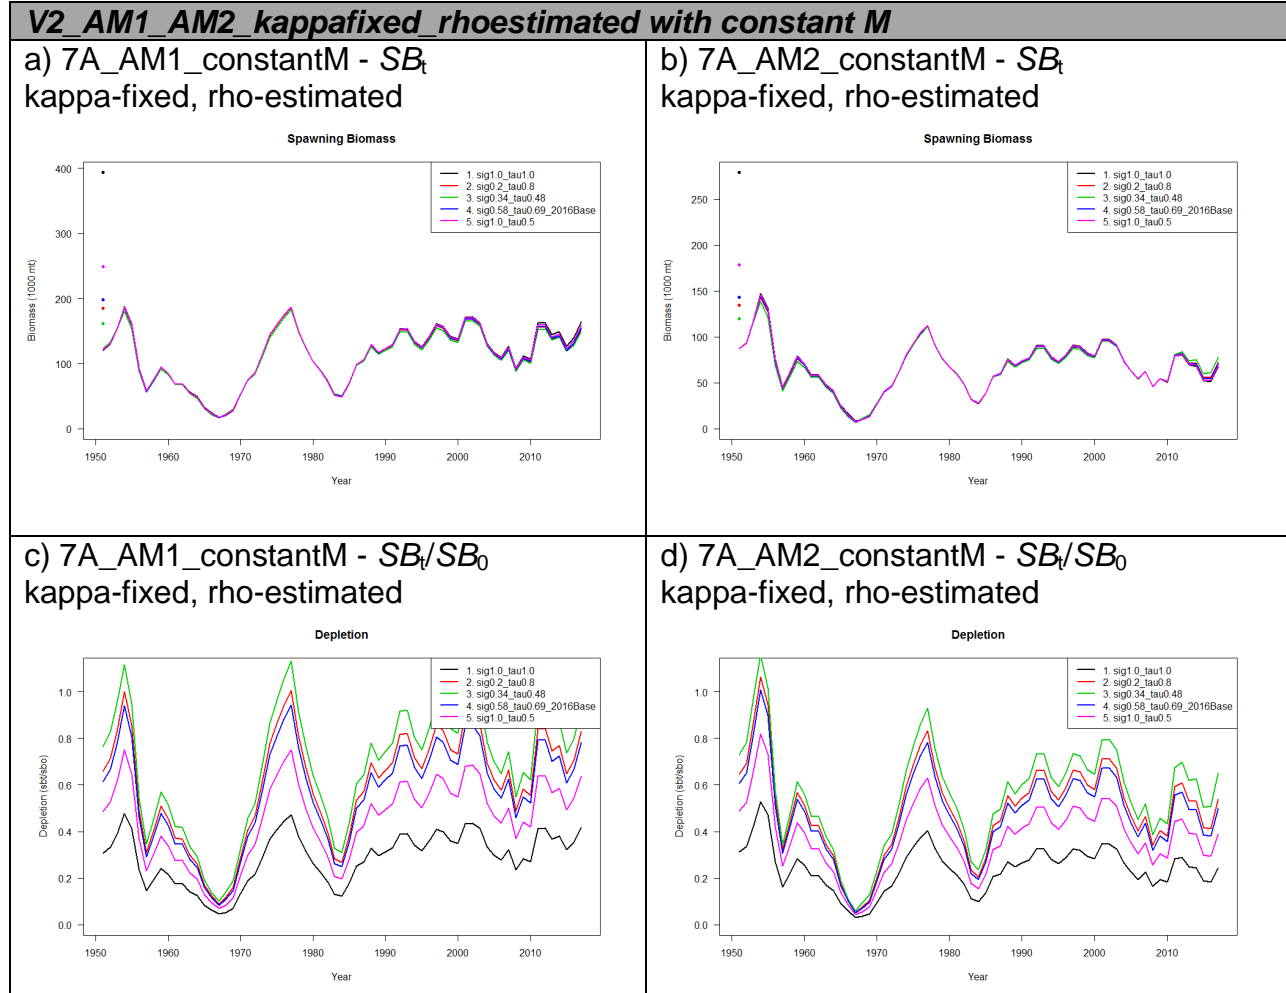 V2_AM1_AM2_kappafixed_rhoestimated with constant M
a) 7A_AM1_constantM - SBt
kappa-fixed, rho-estimated
Spawning Biomass
1. sig1.0_tau1.0
2. sig0.2_tau0.8
3. sig0.34_tau0.48
4. sig0.58_tau0.69_2016Base
5. sig1.0_tau0.5
Biomass (1000 mt)
400
300
200
100
0
1950 1960 1970 1980 1990 2000 2010
Year
b) 7A_AM2_constantM - SBt
kappa-fixed, rho-estimated
Spawning Biomass
1. sig1.0_tau1.0
2. sig0.2_tau0.8
3. sig0.34_tau0.48
4. sig0.58_tau0.69_2016Base
5. sig1.0_tau0.5
Biomass (1000 mt)
250
200
150
100
50
0
1950 1960 1970 1980 1990 2000 2010
Year
c) 7A_AM1_constantM - SBt/SB0
kappa-fixed, rho-estimated
Depletion
1. sig1.0_tau1.0
2. sig0.2_tau0.8
3. sig0.34_tau0.48
4. sig0.58_tau0.69_2016Base
5. sig1.0_tau0.5
Depletion (sbt/sbo)
1.0
0.8
0.6
0.4
0.2
0.0
1950 1960 1970 1980 1990 2000 2010
Year
d) 7A_AM2_constantM - SBt/SB0
kappa-fixed, rho-estimated
Depletion
1. sig1.0_tau1.0
2. sig0.2_tau0.8
3. sig0.34_tau0.48
4. sig0.58_tau0.69_2016Base
5. sig1.0_tau0.5
Depletion (sbt/sbo)
1.0
0.8
0.6
0.4
0.2
0.0
1950 1960 1970 1980 1990 2000 2010
Year